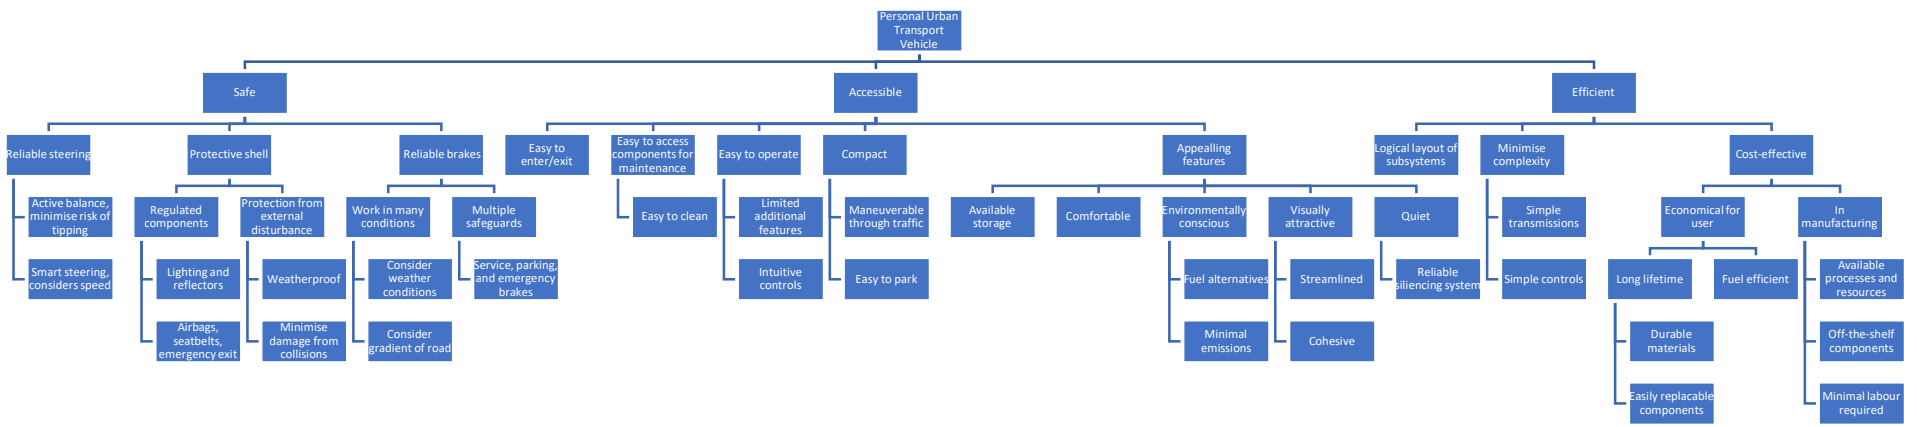 Personal Urban
Transport
Vehicle
Safe
Accessible
Efficient
Reliable steering
Protective shell
Reliable brakes
Easy to
enter/exit
Easy to access
components for
maintenance
Easy to operate
Compact
Appealling
features
Logical layout of
subsystems
Minimise
complexity
Cost-effective
Active balance,
minimise risk of
tipping
Regulated
components
Protection from
external
disturbance
Work in many
conditions
Multiple
safeguards
Easy to clean
Limited
additional
features
Maneuverable
through traffic
Available
storage
Comfortable
Environmentally
conscious
Visually
attractive
Quiet
Simple
transmissions
Economical for
user
In
manufacturing
Smart steering,
considers speed
Lighting and
reflectors
Weatherproof
Consider
weather
conditions
Service, parking,
and emergency
brakes
Intuitive
controls
Easy to park
Fuel alternatives
Streamlined
Reliable
siliencing system
Simple controls
Long lifetime
Fuel efficient
Available
processes and
resources
Airbags,
seatbelts,
emergency exit
Minimise
damage from
collisions
Consider
gradient of road
Minimal
emissions
Cohesive
Durable
materials
Off-the-shelf
components
Easily replacable
components
Minimal labour
required